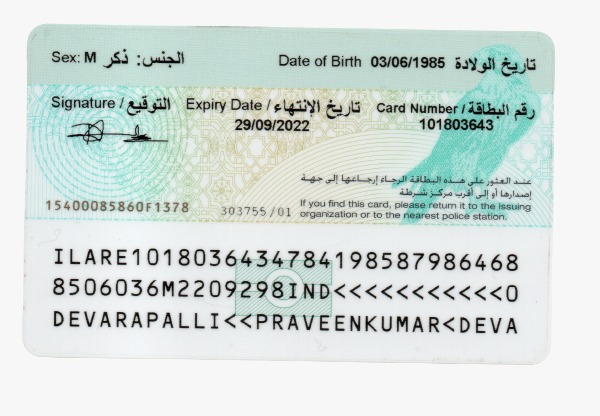 Sex: M الجنس: ذكر Date of Birth 03/06/1985 تاريخ الولادة
Signature / التوقيع Expiry Date / تاريخ الإنتهاء Card Number / رقم البطاقة
29/09/2022 101803643
عند العثور على هذه البطاقة الرجاء إرجاعها إلى جهة
إصدارها أو إلى أقرب مركز شرطة
If you find this card, please return it to the issuing
organization or to the nearest police station.
15400085860F1378 303755/01
ILARE1018036434784198587986468
8506036M2209298IND<<<<<<<<<<<0
DEVARAPALLI<<PRAVEENKUMAR<DEVA